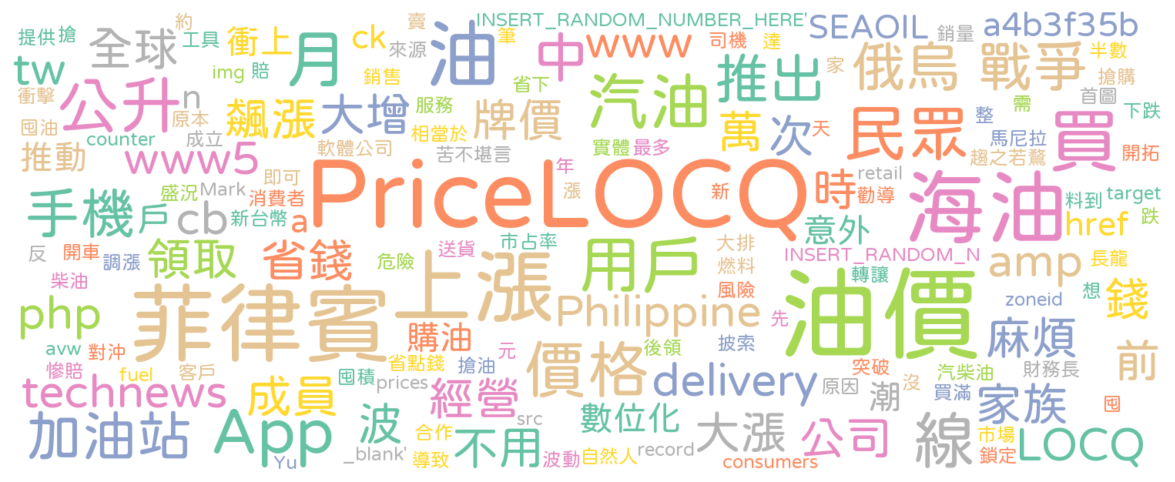 約 賣 INSERT_RANDOM_NUMBER_HERE' SEAOIL 銷量 a4b3f35b
提供 搶 全球 工具 衝上 月 ck 來源 筆 油 中 www 司機 達 家 俄烏 戰爭 半數
tw img 賠 銷售 省下 推出 搶購
衝擊 公升 n 原本 飆漲 大增 服務 牌價 汽油 萬 次 天 民眾 整 需 買 首圖 下跌
囤油 counter 成立 軟體公司 相當於 苦不堪言 實體 最多 馬尼拉 趨之若鶩 開拓
推動 www5 即可 年 漲 新 時 勸導 retail
手機 戶 盛況 Mark 消費者 新台幣 cb a PriceLOCQ 海油 料到 target href 跌
反 開車 調漲 領取 省錢 危險 送貨 市占率 用戶 大排 燃料 意外 INSERT_RANDOM_N 轉讓 amp 長龍
柴油 php 菲律賓 上漲 Philippine 風險 油價 zoneid 想 錢
avw 對沖 購油 元 後領 先 披索 麻煩 前
慘賠 fuel 客戶 省點錢 搶油 價格 突破 汽柴油 財務長
technews 成員 囤積 prices 經營 delivery 原因 潮 沒 買滿 家族 囤
加油站 App 波 合作 src 不用 數位化 大漲 公司 線 市場 LOCQ
Yu _blank' 導致 波動 自然人 record consumers 鎖定